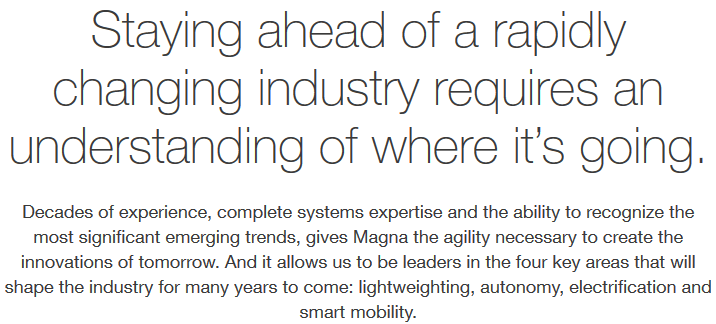 Staying ahead of a rapidly
changing industry requires an
understanding of where it’s going.
Decades of experience, complete systems expertise and the ability to recognize the
most significant emerging trends, gives Magna the agility necessary to create the
innovations of tomorrow. And it allows us to be leaders in the four key areas that will
shape the industry for many years to come: lightweighting, autonomy, electrification and
smart mobility.